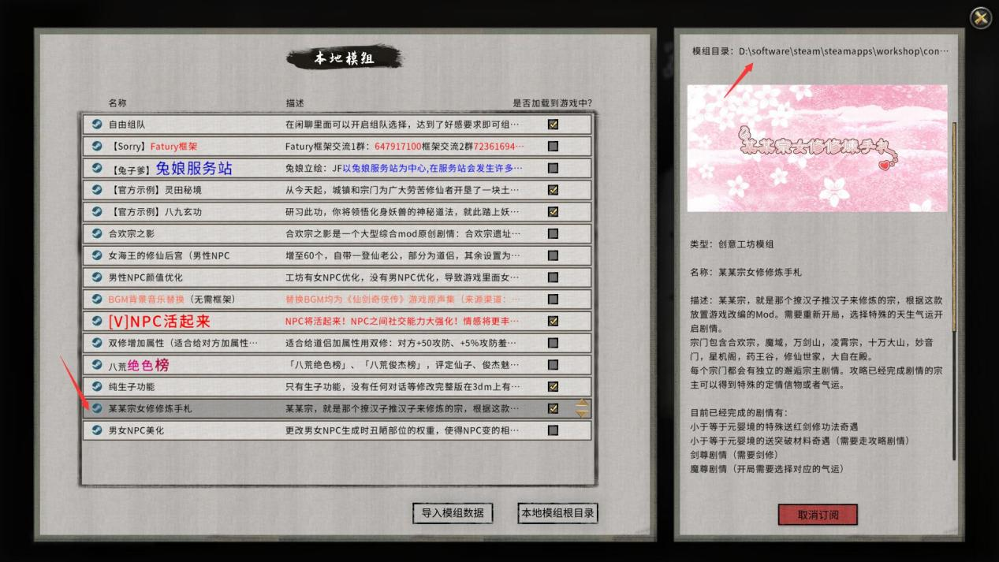 本地模组
名称 描述 是否加载到游戏中?
自由组队 在闲聊里面可以开启组队选择，达到了好感要求即可组…
【Sorry】Fatury框架 Fatury框架交流1群：647917100框架交流2群72361694…
【兔子爹】兔娘服务站 兔娘立绘：JF以兔娘服务站为中心,在服务站会发生许多…
【官方示例】灵田秘境 从今天起，城镇和宗门为广大劳苦修仙者开垦了一块土…
【官方示例】八九玄功 研习此功，你将领悟化身妖兽的神秘道法，就此踏上妖…
合欢宗之影 合欢宗之影是一个大型综合mod原创剧情：合欢宗遗址…
女海王的修仙后宫（男性NPC 增至60个，自带一登仙老公，部分为道侣，其余设置为…
男性NPC颜值优化 工坊有女NPC优化，没有男NPC优化，导致游戏里面女…
BGM背景音乐替换（无需框架） 替换BGM均为《仙剑奇侠传》游戏原声集（来源渠道：…
[V]NPC活起来 NPC将活起来！NPC之间社交能力大强化！情感将更丰…
双修增加属性（适合给对方加属性… 适合给道侣加属性用双修：对方+50攻防、+5%攻防羞…
八荒绝色榜 「八荒绝色榜」、「八荒俊杰榜」，评定仙子、俊杰魅…
纯生子功能 只有生子功能，没有任何对话等修改完整版在3dm上有…
某某宗女修修炼手札 某某宗，就是那个撩汉子推汉子来修炼的宗，根据这款…
男女NPC美化 更改男女NPC生成时丑陋部位的权重，使得NPC变的相…
导入模组数据 本地模组根目录
模组目录：D:\software\steam\steamapps\workshop\con…
某某宗女修修炼手札
类型：创意工坊模组
名称：某某宗女修修炼手札
描述：某某宗，就是那个撩汉子推汉子来修炼的宗，根据这款
放置游戏改编的Mod。需要重新开局，选择特殊的天生气运开
启剧情。
宗门包含合欢宗，魔域，万剑山，凌霄宗，十万大山，妙音
门，星机阁，药王谷，修仙世家，大自在殿。
每个宗门都会有独立的邂逅宗主剧情。攻略已经完成剧情的宗
主可以得到特殊的定情信物或者气运。
目前已经完成的剧情有：
小于等于元婴境的特殊送红剑修功法奇遇
小于等于元婴境的送突破材料奇遇（需要走攻略剧情）
剑尊剧情（需要剑修）
魔尊剧情（开局需要选择对应的气运）
取消订阅